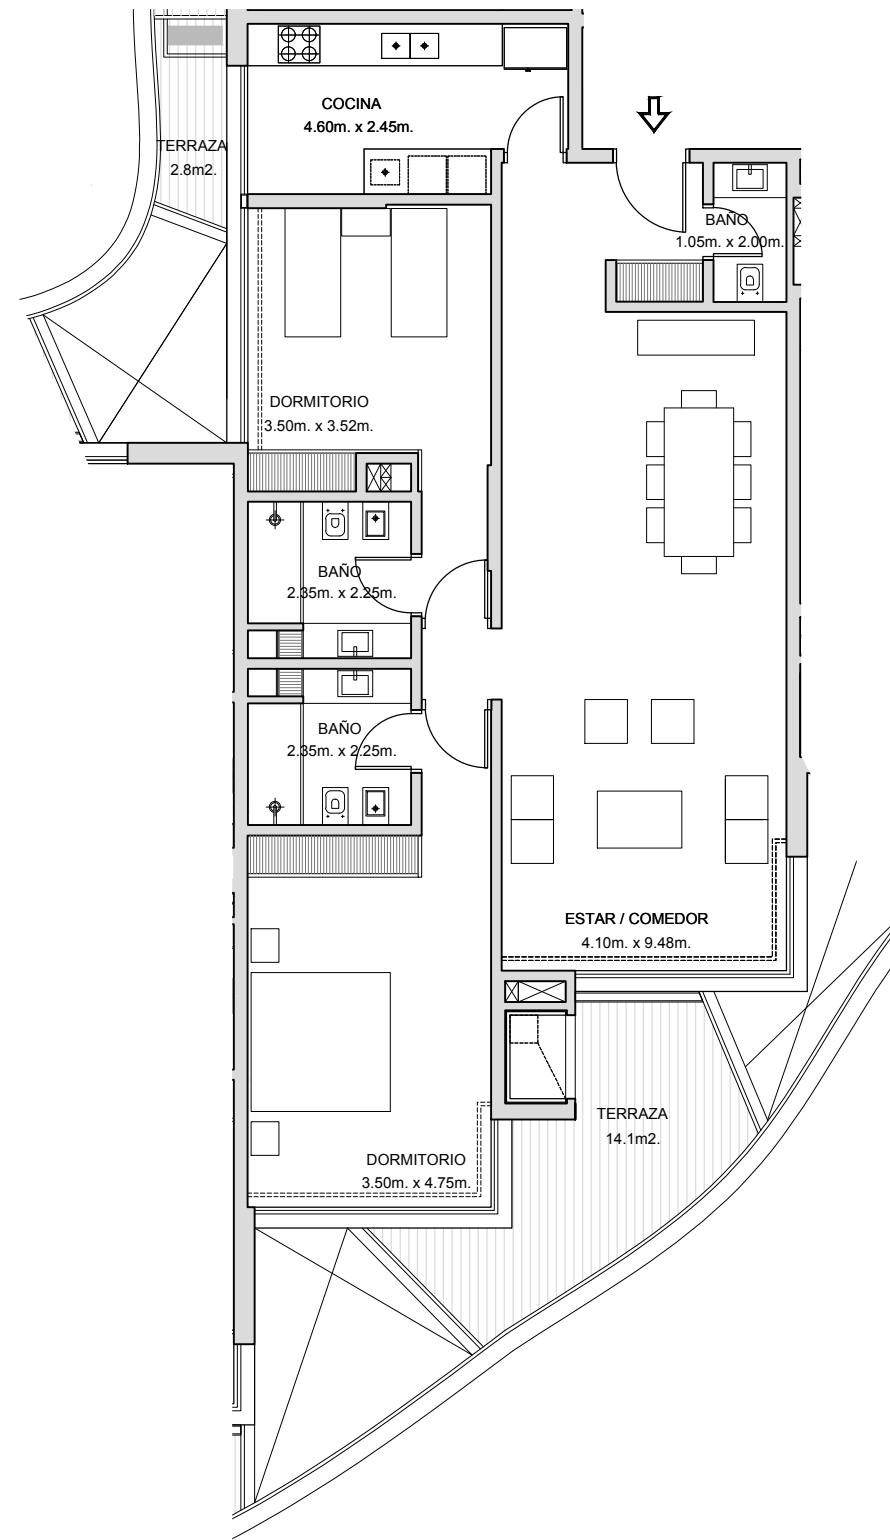 COCINA
4.60m. x 2.45m.
TERRAZA
2.8m2.
BAÑO
1.05m. x 2.00m.
DORMITORIO
3.50m. x 3.52m.
BAÑO
2.35m. x 2.25m.
BAÑO
2.35m. x 2.25m.
ESTAR / COMEDOR
4.10m. x 9.48m.
TERRAZA
14.1m2.
DORMITORIO
3.50m. x 4.75m.